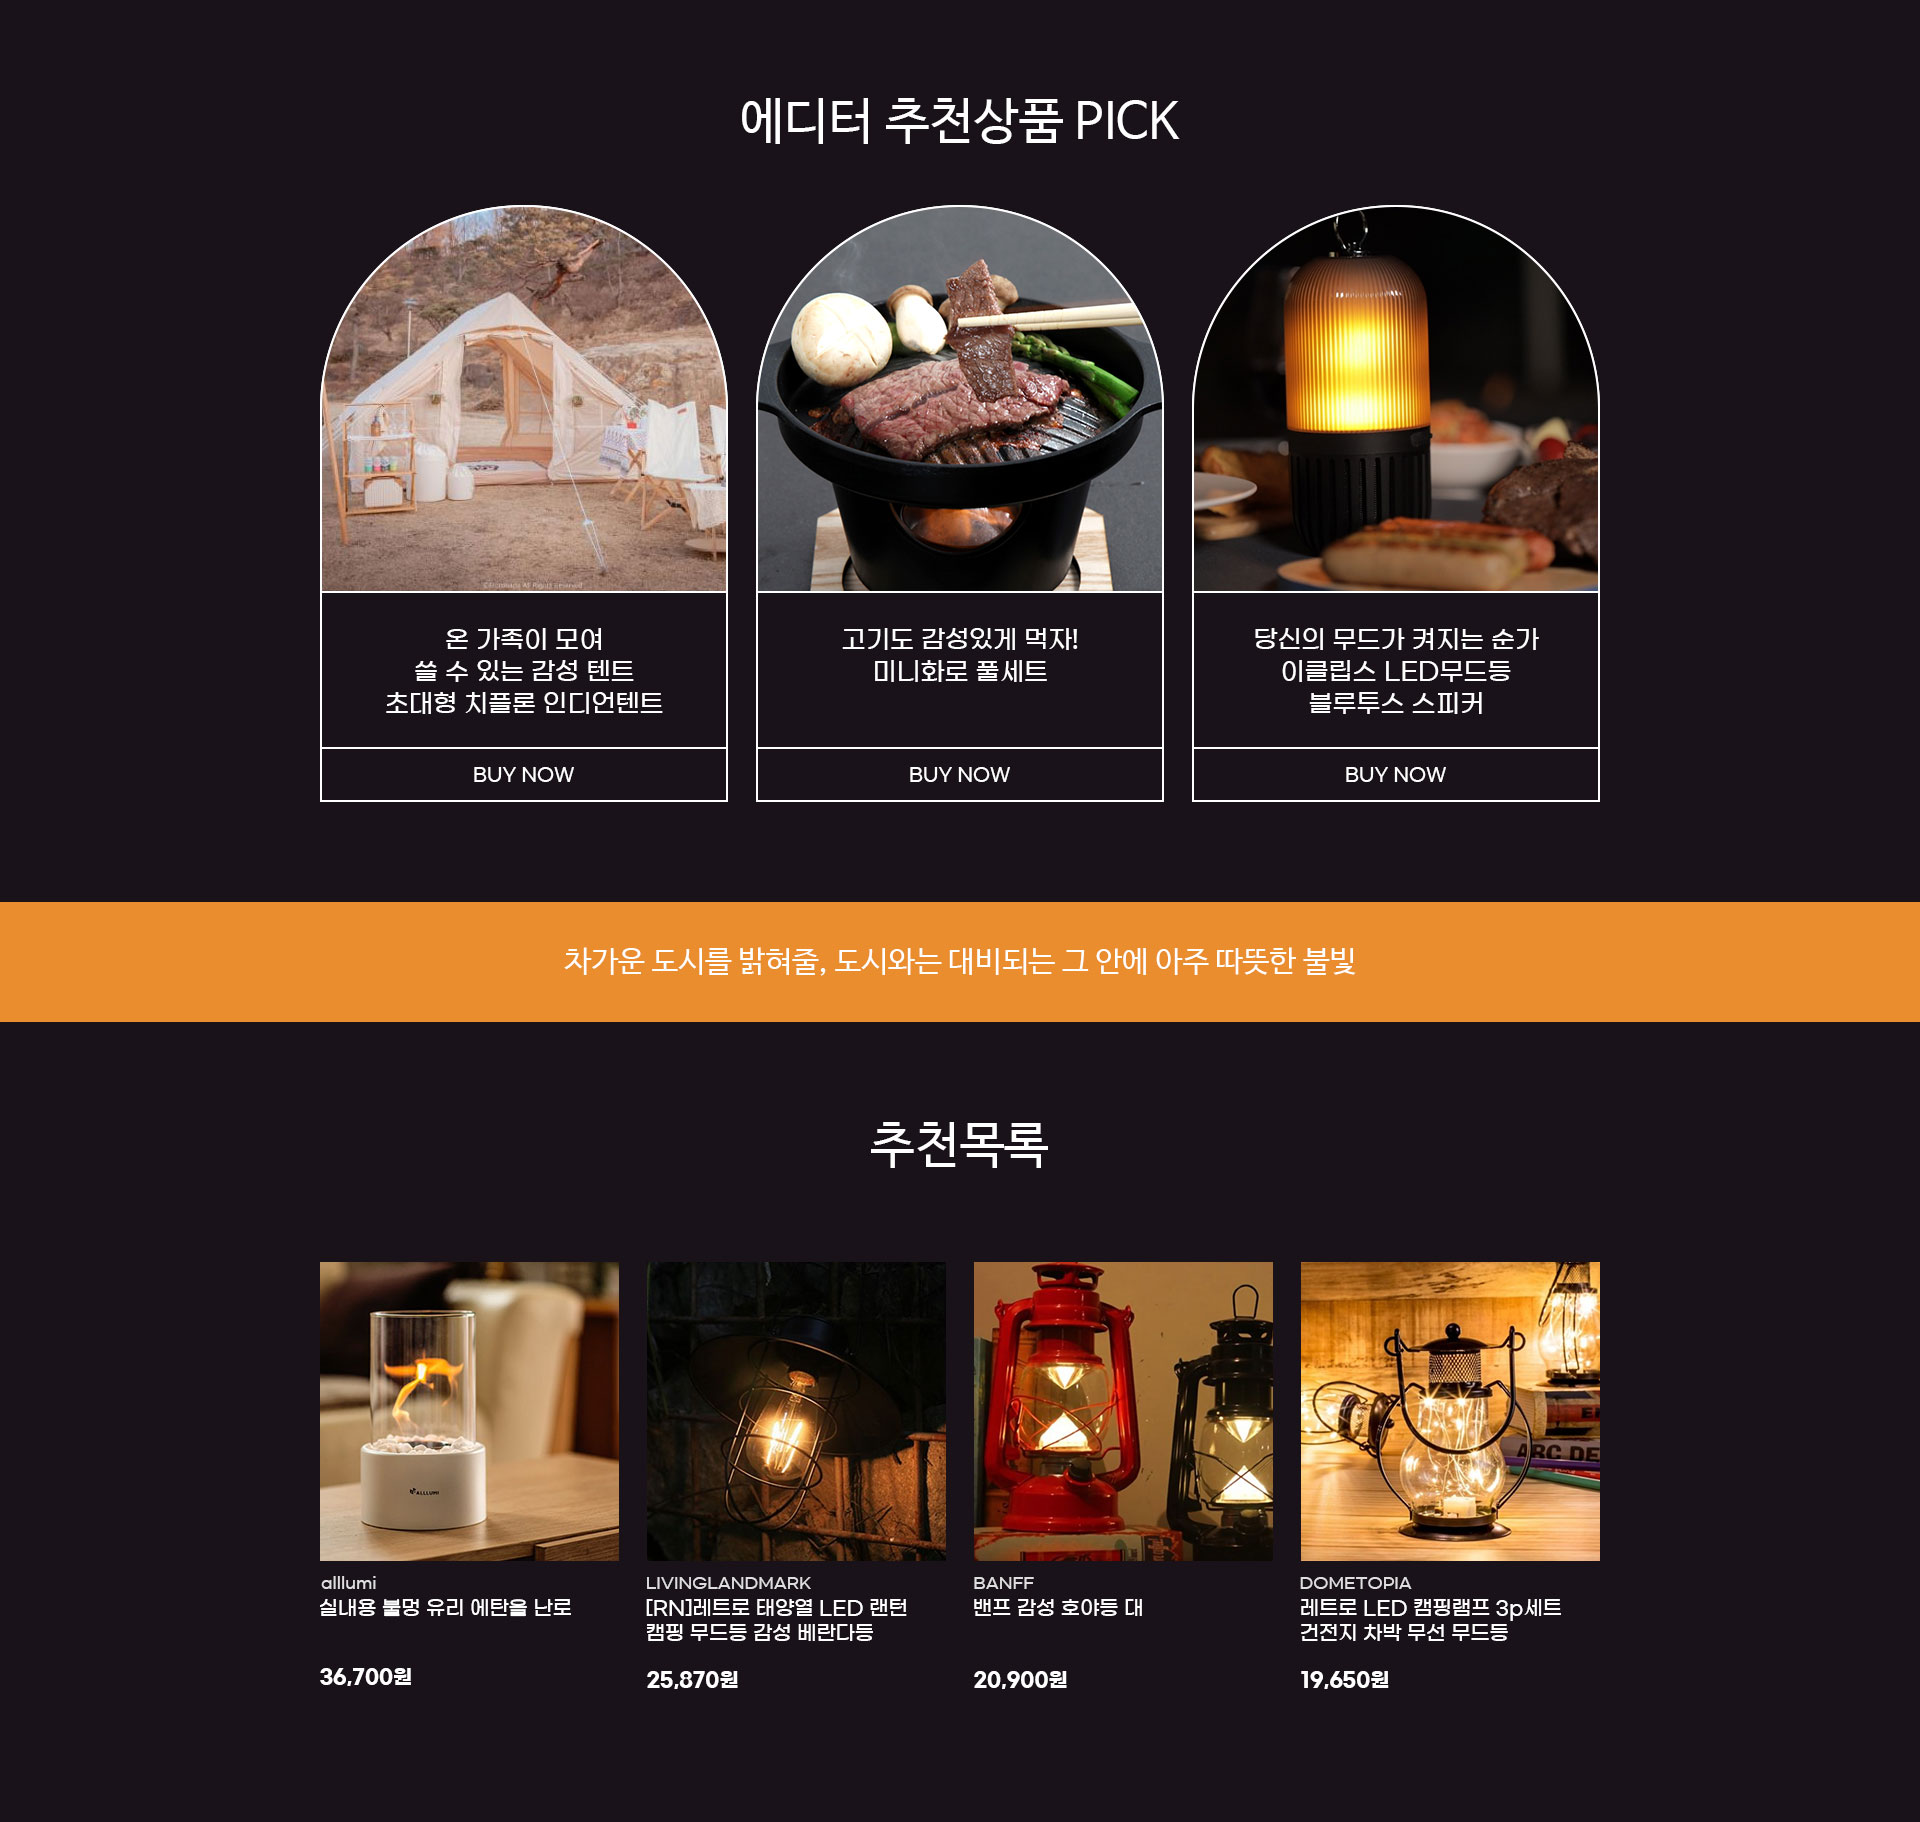 에디터 추천상품 PICK
온 가족이 모여
쓸 수 있는 감성 텐트
초대형 치플론 인디언텐트
BUY NOW
고기도 감성있게 먹자!
미니화로 풀세트
BUY NOW
당신의 무드가 켜지는 순가
이클립스 LED무드등
블루투스 스피커
BUY NOW
차가운 도시를 밝혀줄, 도시와는 대비되는 그 안에 아주 따뜻한 불빛
추천목록
ALLLUMI
ABC DE
alllumi
실내용 불멍 유리 에탄올 난로
36,700원
LIVINGLANDMARK
[RN]레트로 태양열 LED 랜턴
캠핑 무드등 감성 베란다등
25,870원
BANFF
밴프 감성 호야등 대
20,900원
DOMETOPIA
레트로 LED 캠핑램프 3p세트
건전지 차박 무선 무드등
19,650원